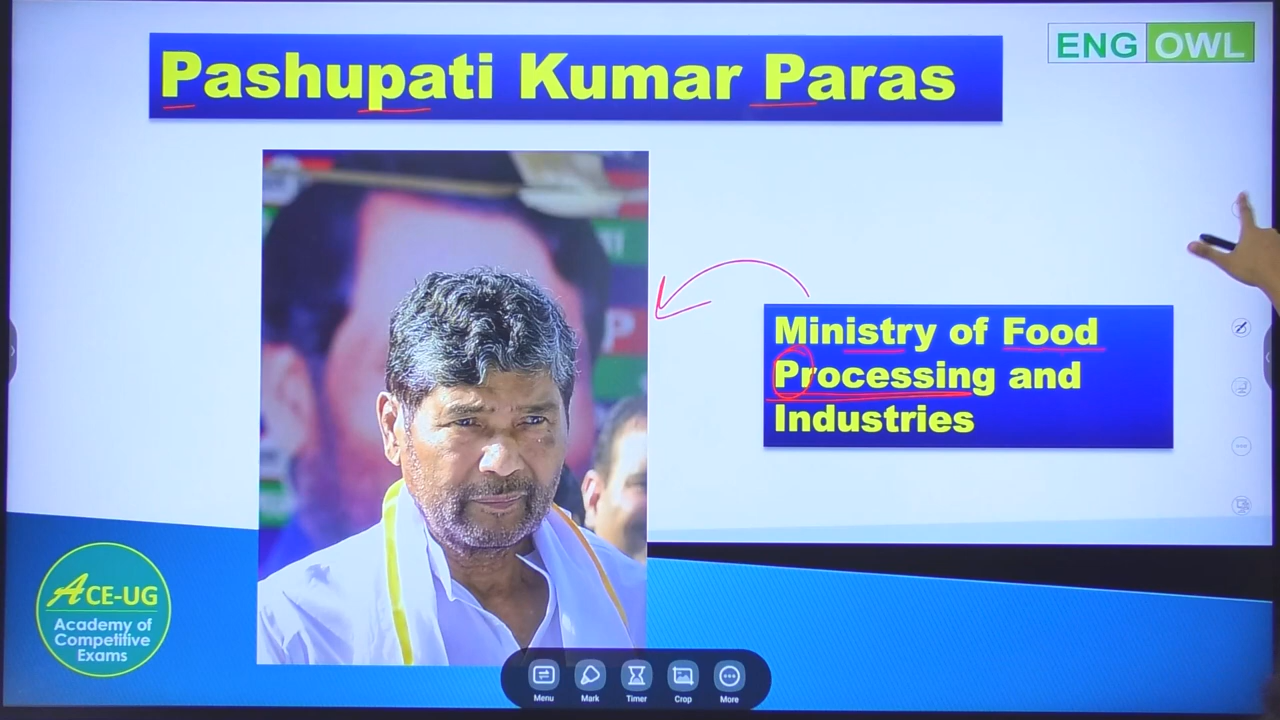 Pashupati Kumar Paras
ENG OWL
Ministry of Food
Processing and
Industries
ACE-UG
Academy of
Competitive
Exams
Menu
Mark
Timer
Crop
More